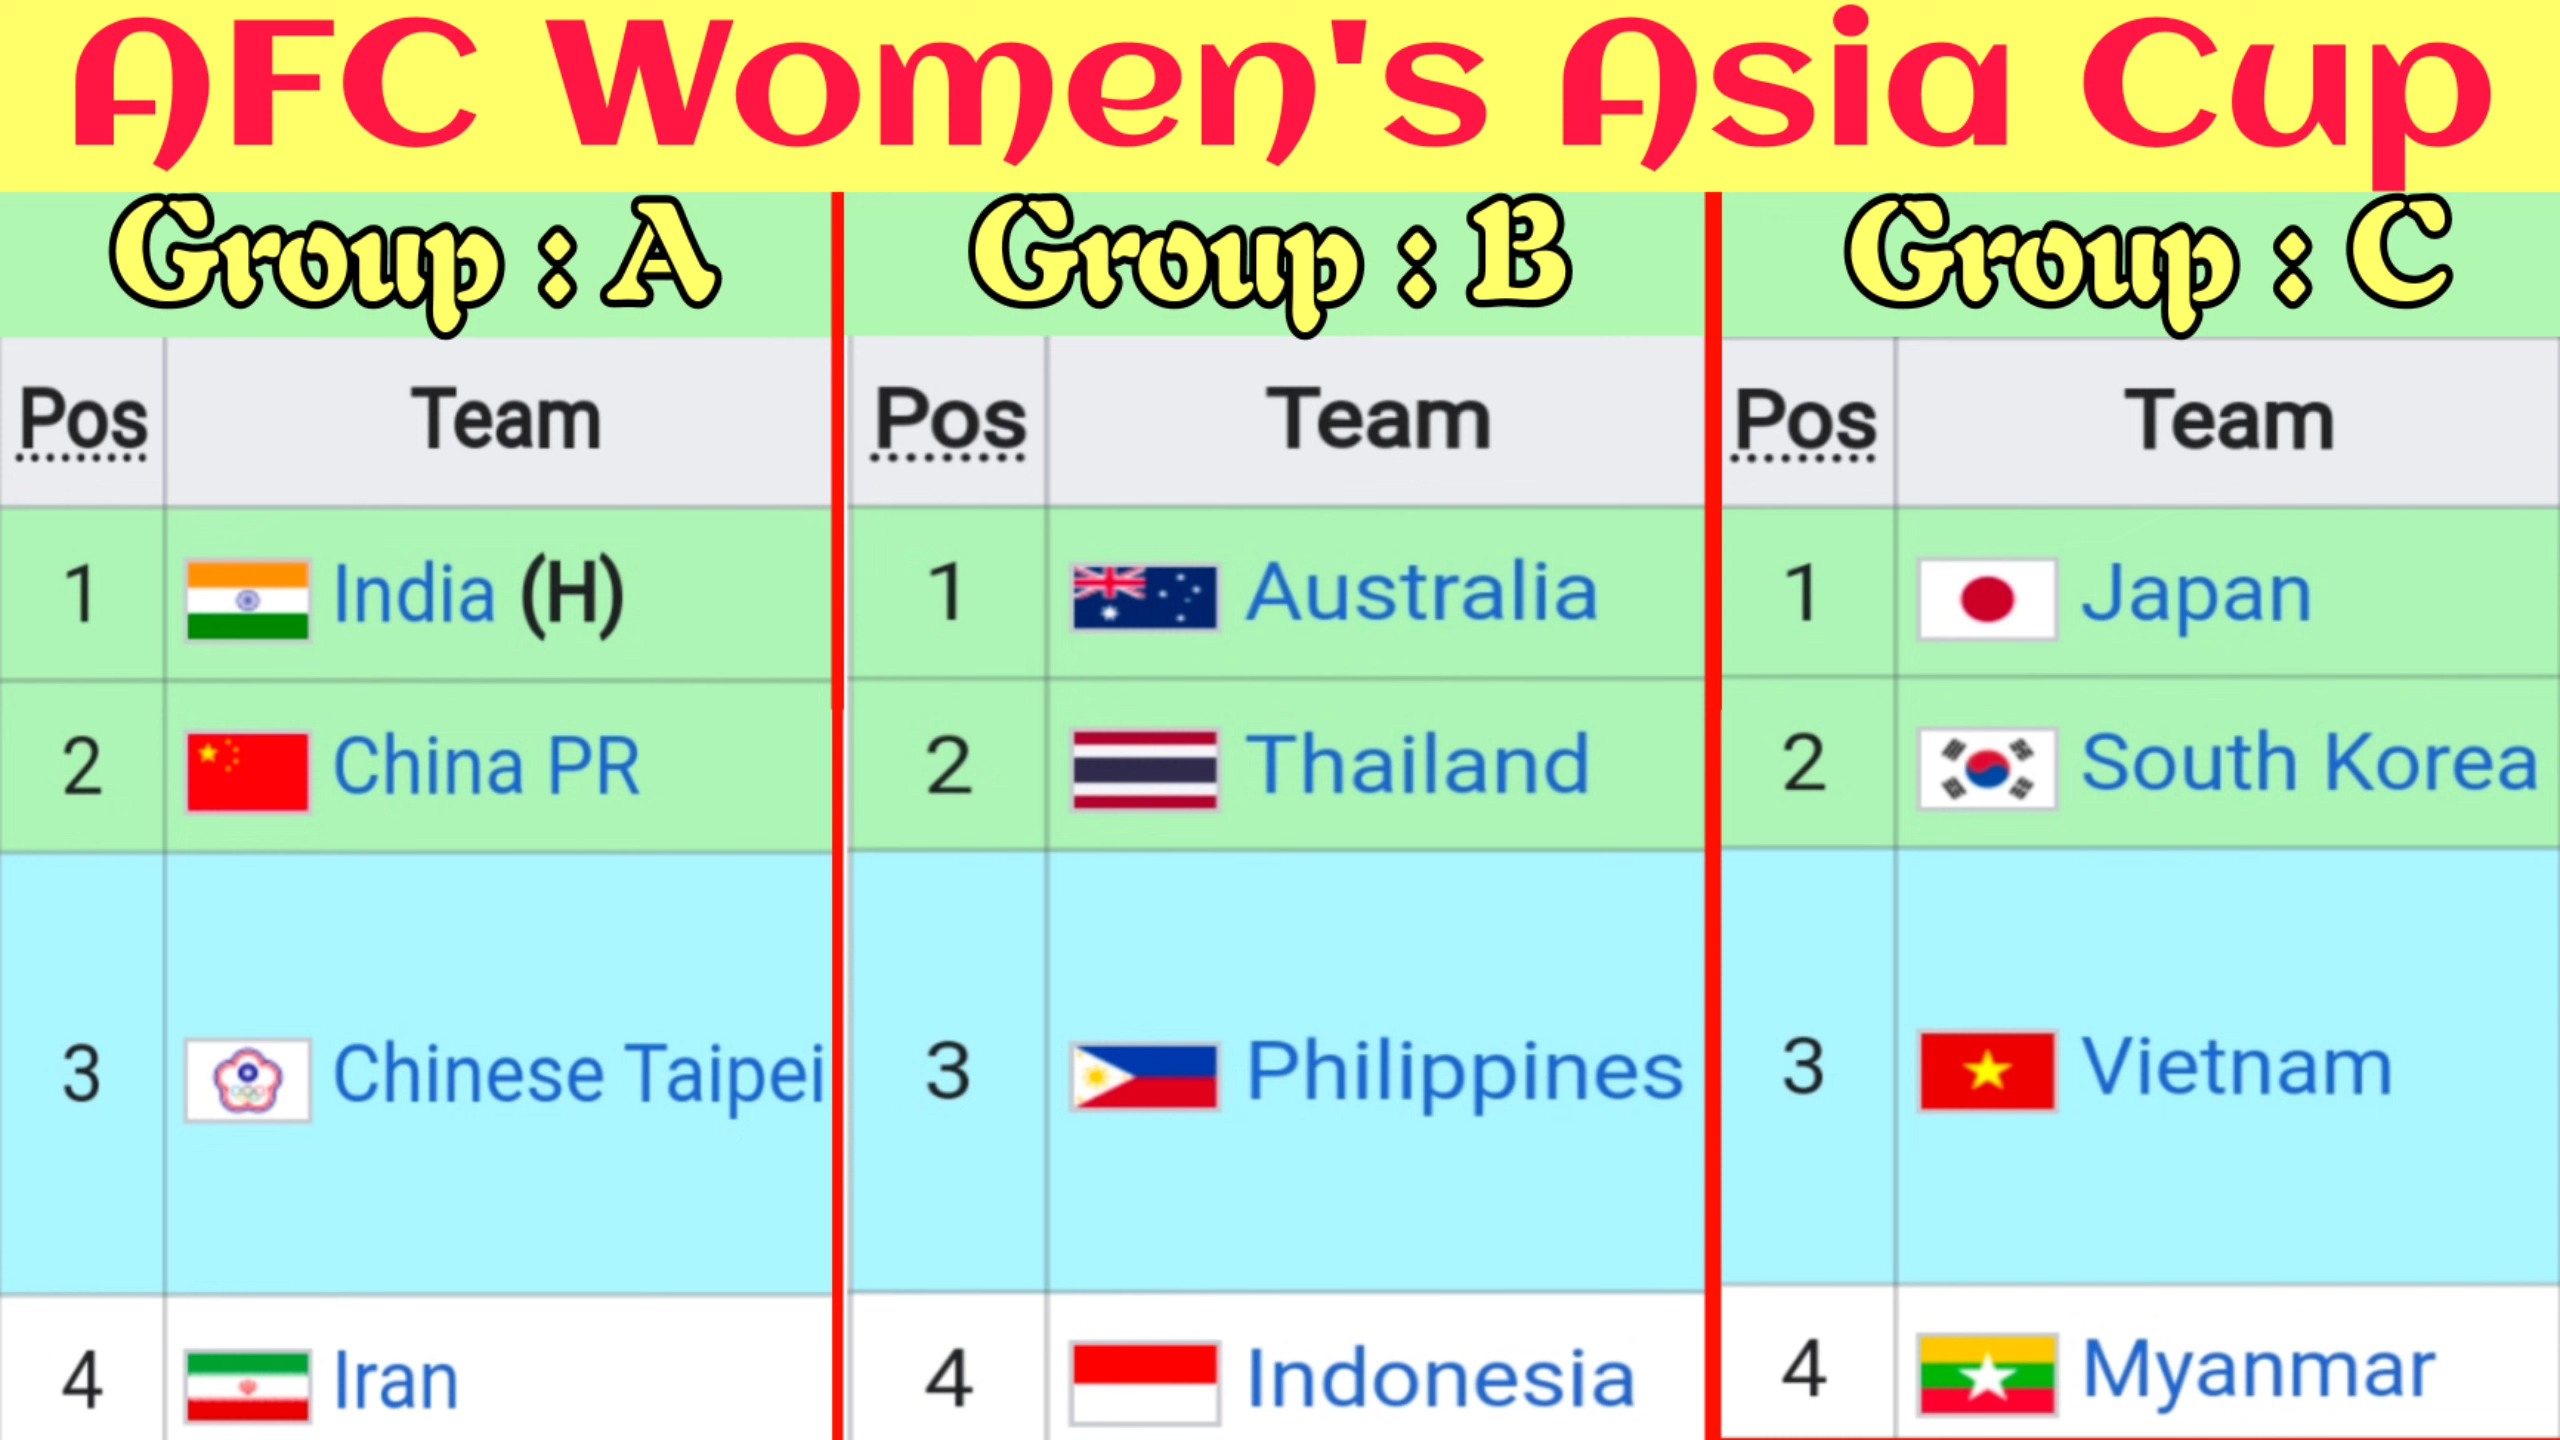 AFC Women's Asia Cup
Group : A
Pos Team
1 India (H)
2 China PR
3 Chinese Taipei
4 Iran
Group : B
Pos Team
1 Australia
2 Thailand
3 Philippines
4 Indonesia
Group : C
Pos Team
1 Japan
2 South Korea
3 Vietnam
4 Myanmar